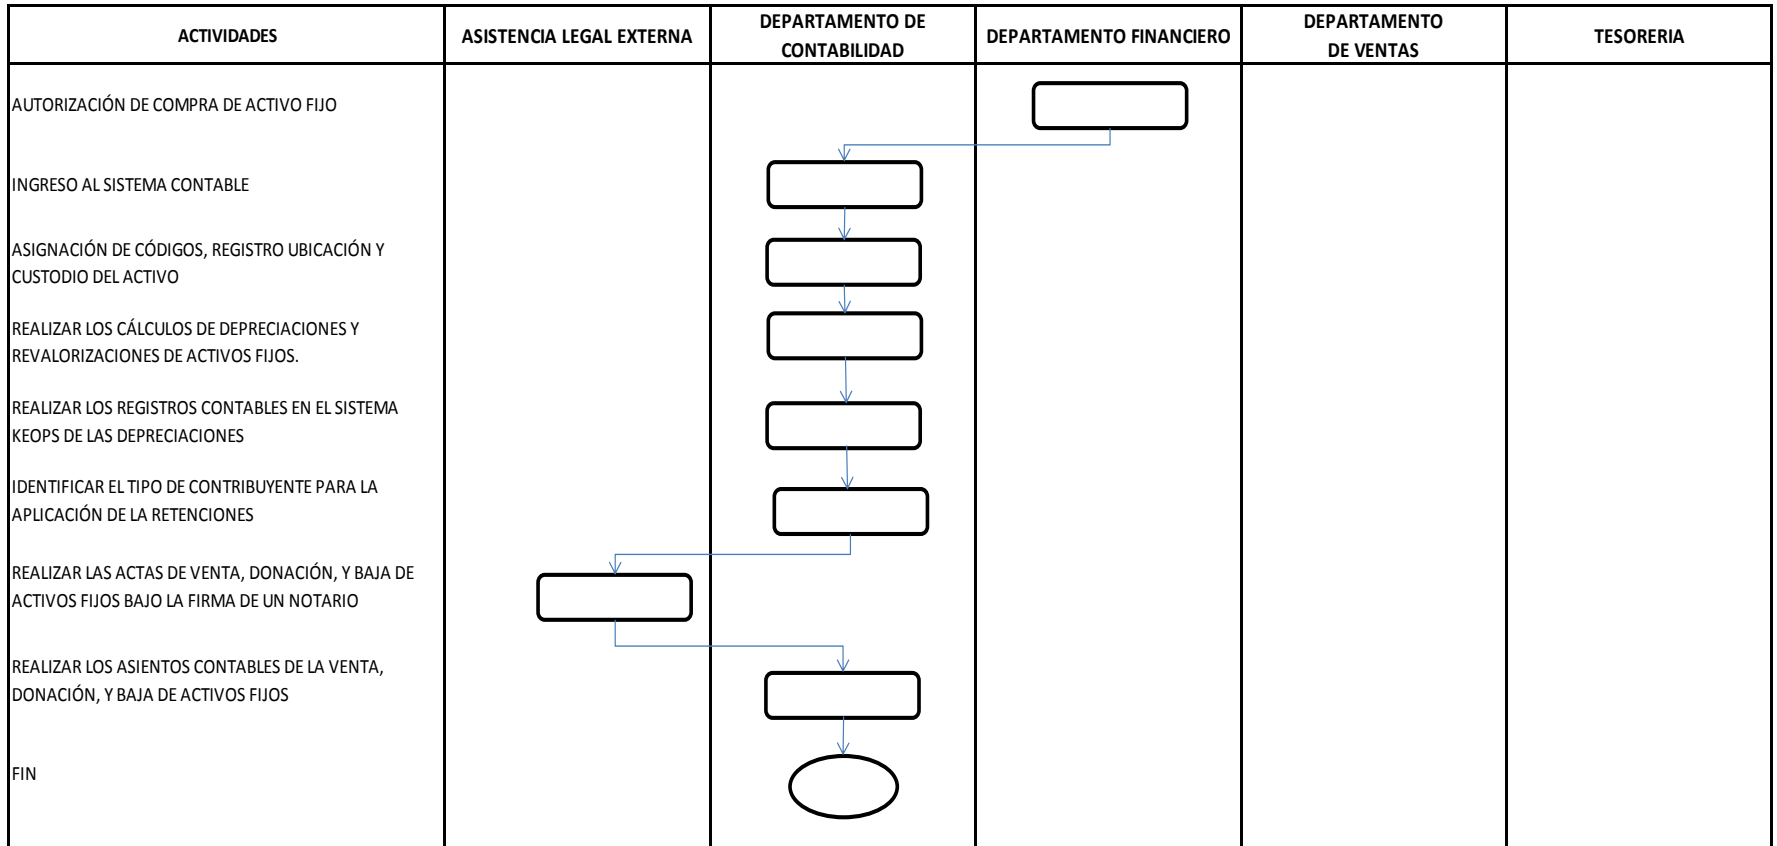 ACTIVIDADES
ASISTENCIA LEGAL EXTERNA
DEPARTAMENTO DE
CONTABILIDAD
DEPARTAMENTO FINANCIERO
DEPARTAMENTO
DE VENTAS
TESORERIA
AUTORIZACIÓN DE COMPRA DE ACTIVO FIJO
INGRESO AL SISTEMA CONTABLE
ASIGNACIÓN DE CÓDIGOS, REGISTRO UBICACIÓN Y
CUSTODIO DEL ACTIVO
REALIZAR LOS CÁLCULOS DE DEPRECIACIONES Y
REVALORIZACIONES DE ACTIVOS FIJOS.
REALIZAR LOS REGISTROS CONTABLES EN EL SISTEMA
KEOPS DE LAS DEPRECIACIONES
IDENTIFICAR EL TIPO DE CONTRIBUYENTE PARA LA
APLICACIÓN DE LA RETENCIONES
REALIZAR LAS ACTAS DE VENTA, DONACIÓN, Y BAJA DE
ACTIVOS FIJOS BAJO LA FIRMA DE UN NOTARIO
REALIZAR LOS ASIENTOS CONTABLES DE LA VENTA,
DONACIÓN, Y BAJA DE ACTIVOS FIJOS
FIN